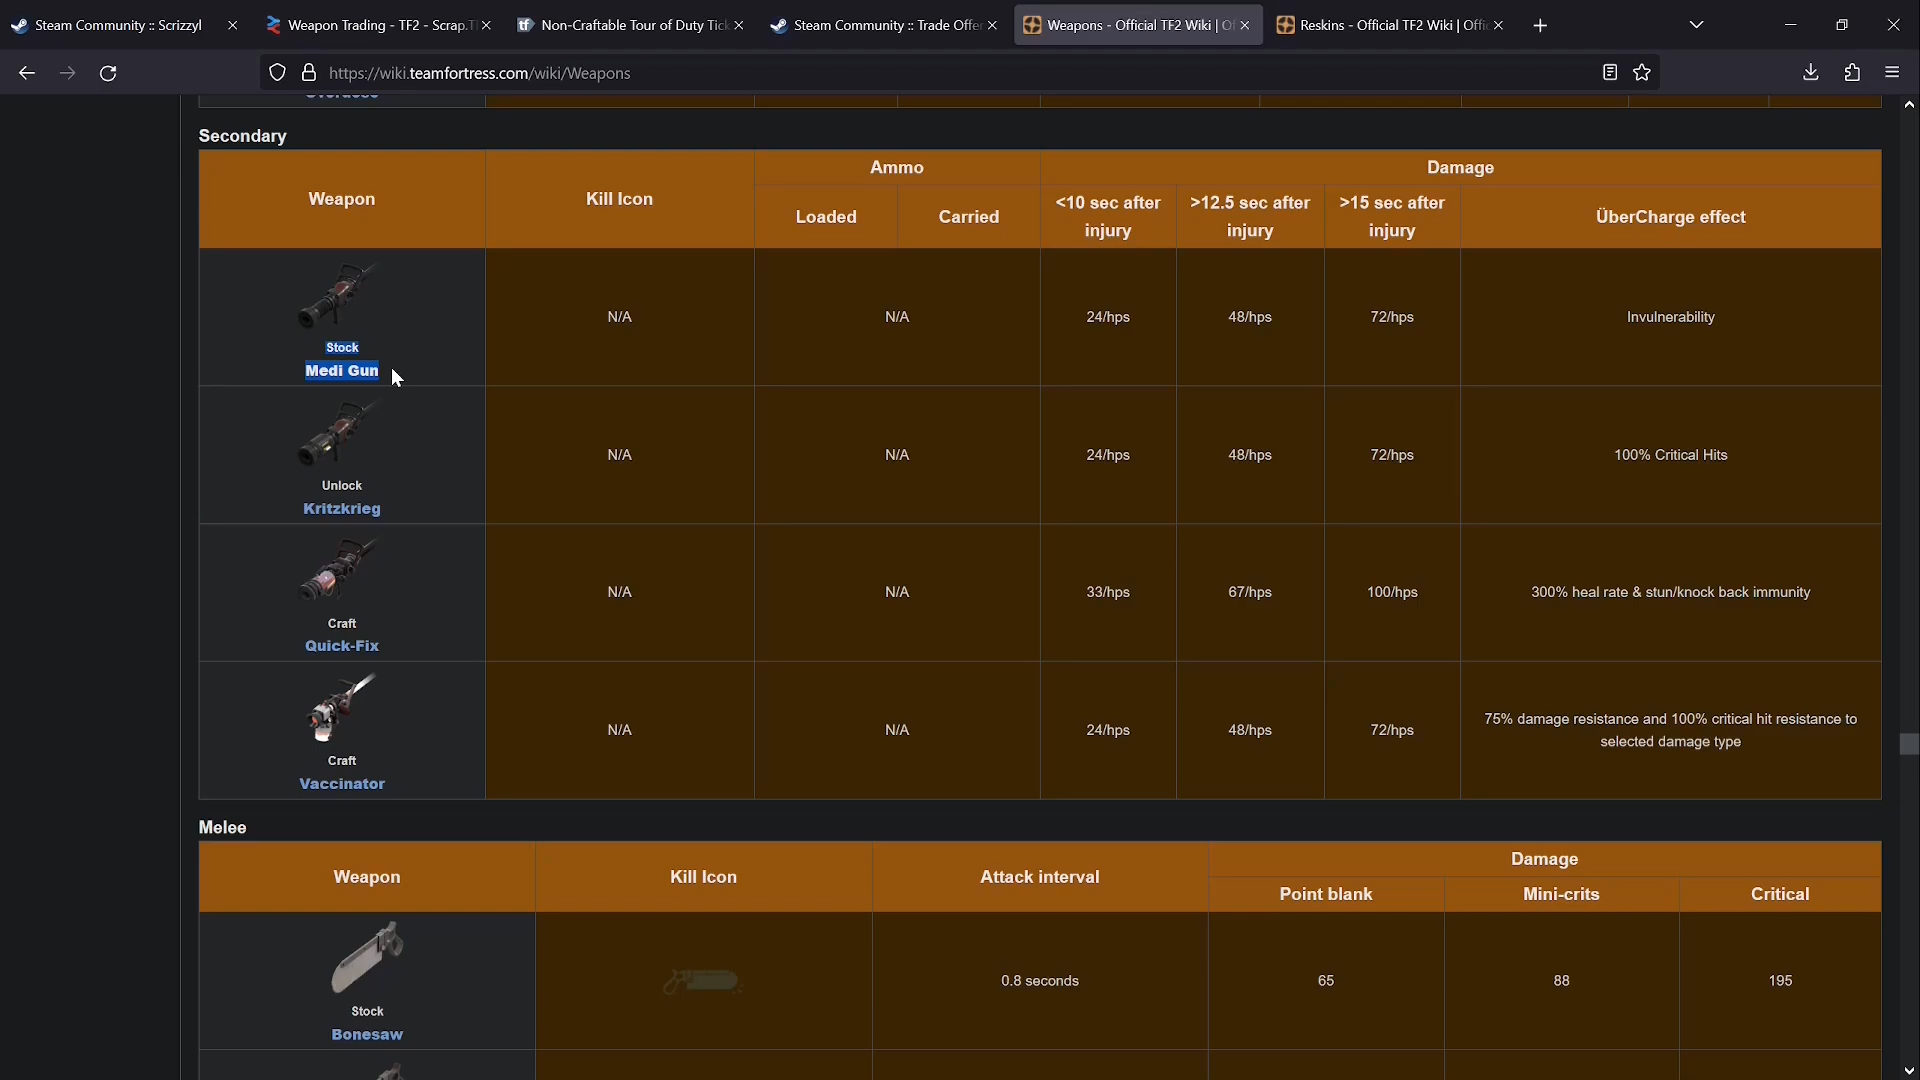 Steam Community :: Scrizzyl
Weapon Trading - TF2 - Scrap.T
Non-Craftable Tour of Duty Tick
Steam Community :: Trade Offer
Weapons - Official TF2 Wiki | O
Reskins - Official TF2 Wiki | Offic
https://wiki.teamfortress.com/wiki/Weapons
Secondary
Weapon
Kill Icon
Ammo
Damage
Loaded
Carried
<10 sec after
injury
>12.5 sec after
injury
>15 sec after
injury
ÜberCharge effect
Stock
Medi Gun
N/A
N/A
24/hps
48/hps
72/hps
Invulnerability
Unlock
Kritzkrieg
N/A
N/A
24/hps
48/hps
72/hps
100% Critical Hits
Craft
Quick-Fix
N/A
N/A
33/hps
67/hps
100/hps
300% heal rate & stun/knock back immunity
Craft
Vaccinator
N/A
N/A
24/hps
48/hps
72/hps
75% damage resistance and 100% critical hit resistance to
selected damage type
Melee
Weapon
Kill Icon
Attack interval
Damage
Point blank
Mini-crits
Critical
Stock
Bonesaw
0.8 seconds
65
88
195